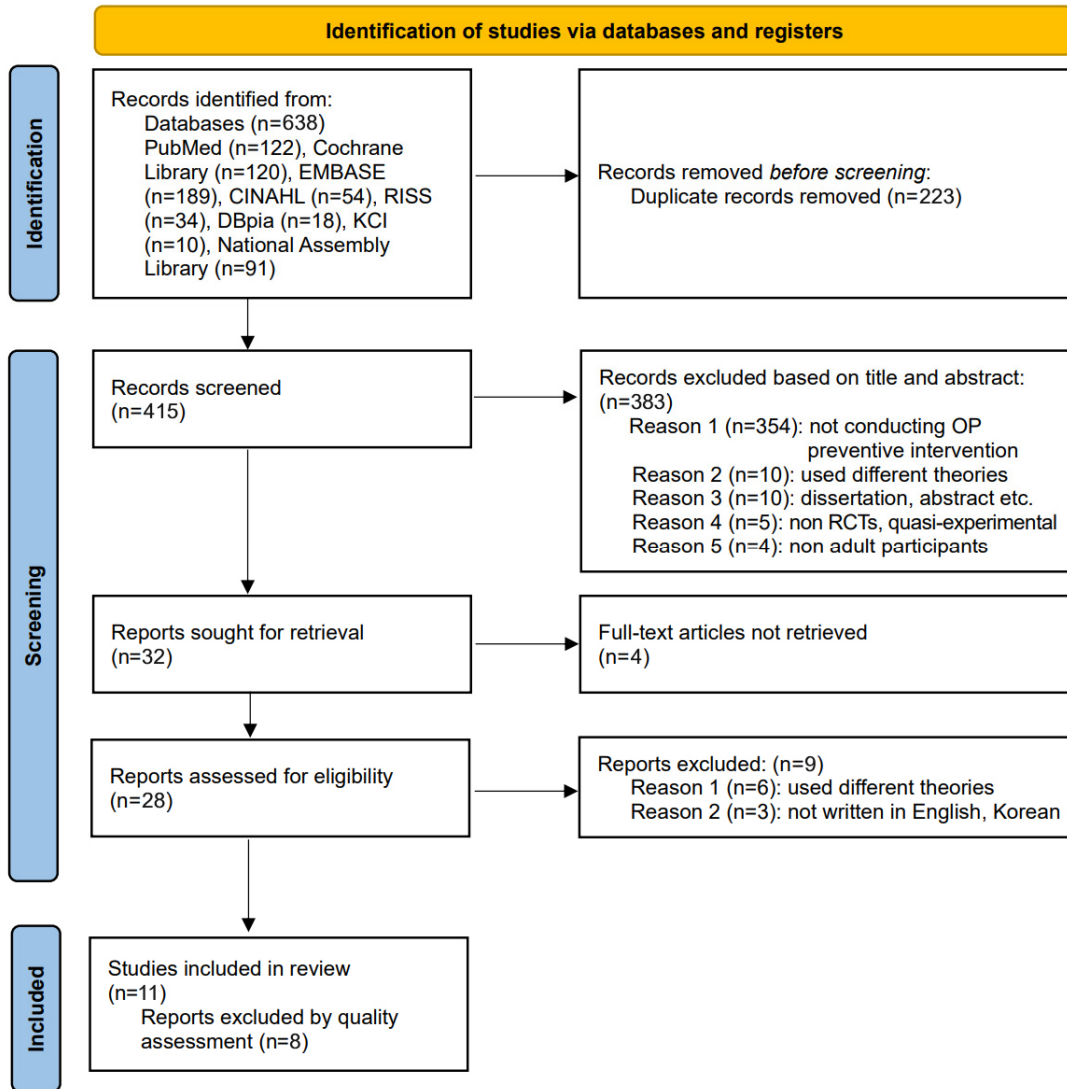 Identification of studies via databases and registers
Identification
Records identified from:
Databases (n=638)
PubMed (n=122), Cochrane
Library (n=120), EMBASE
(n=189), CINAHL (n=54), RISS
(n=34), DBpia (n=18), KCI
(n=10), National Assembly
Library (n=91)
Records removed before screening:
Duplicate records removed (n=223)
Screening
Records screened
(n=415)
Records excluded based on title and abstract:
(n=383)
Reason 1 (n=354): not conducting OP
preventive intervention
Reason 2 (n=10): used different theories
Reason 3 (n=10): dissertation, abstract etc.
Reason 4 (n=5): non RCTs, quasi-experimental
Reason 5 (n=4): non adult participants
Reports sought for retrieval
(n=32)
Full-text articles not retrieved
(n=4)
Reports assessed for eligibility
(n=28)
Reports excluded: (n=9)
Reason 1 (n=6): used different theories
Reason 2 (n=3): not written in English, Korean
Included
Studies included in review
(n=11)
Reports excluded by quality
assessment (n=8)